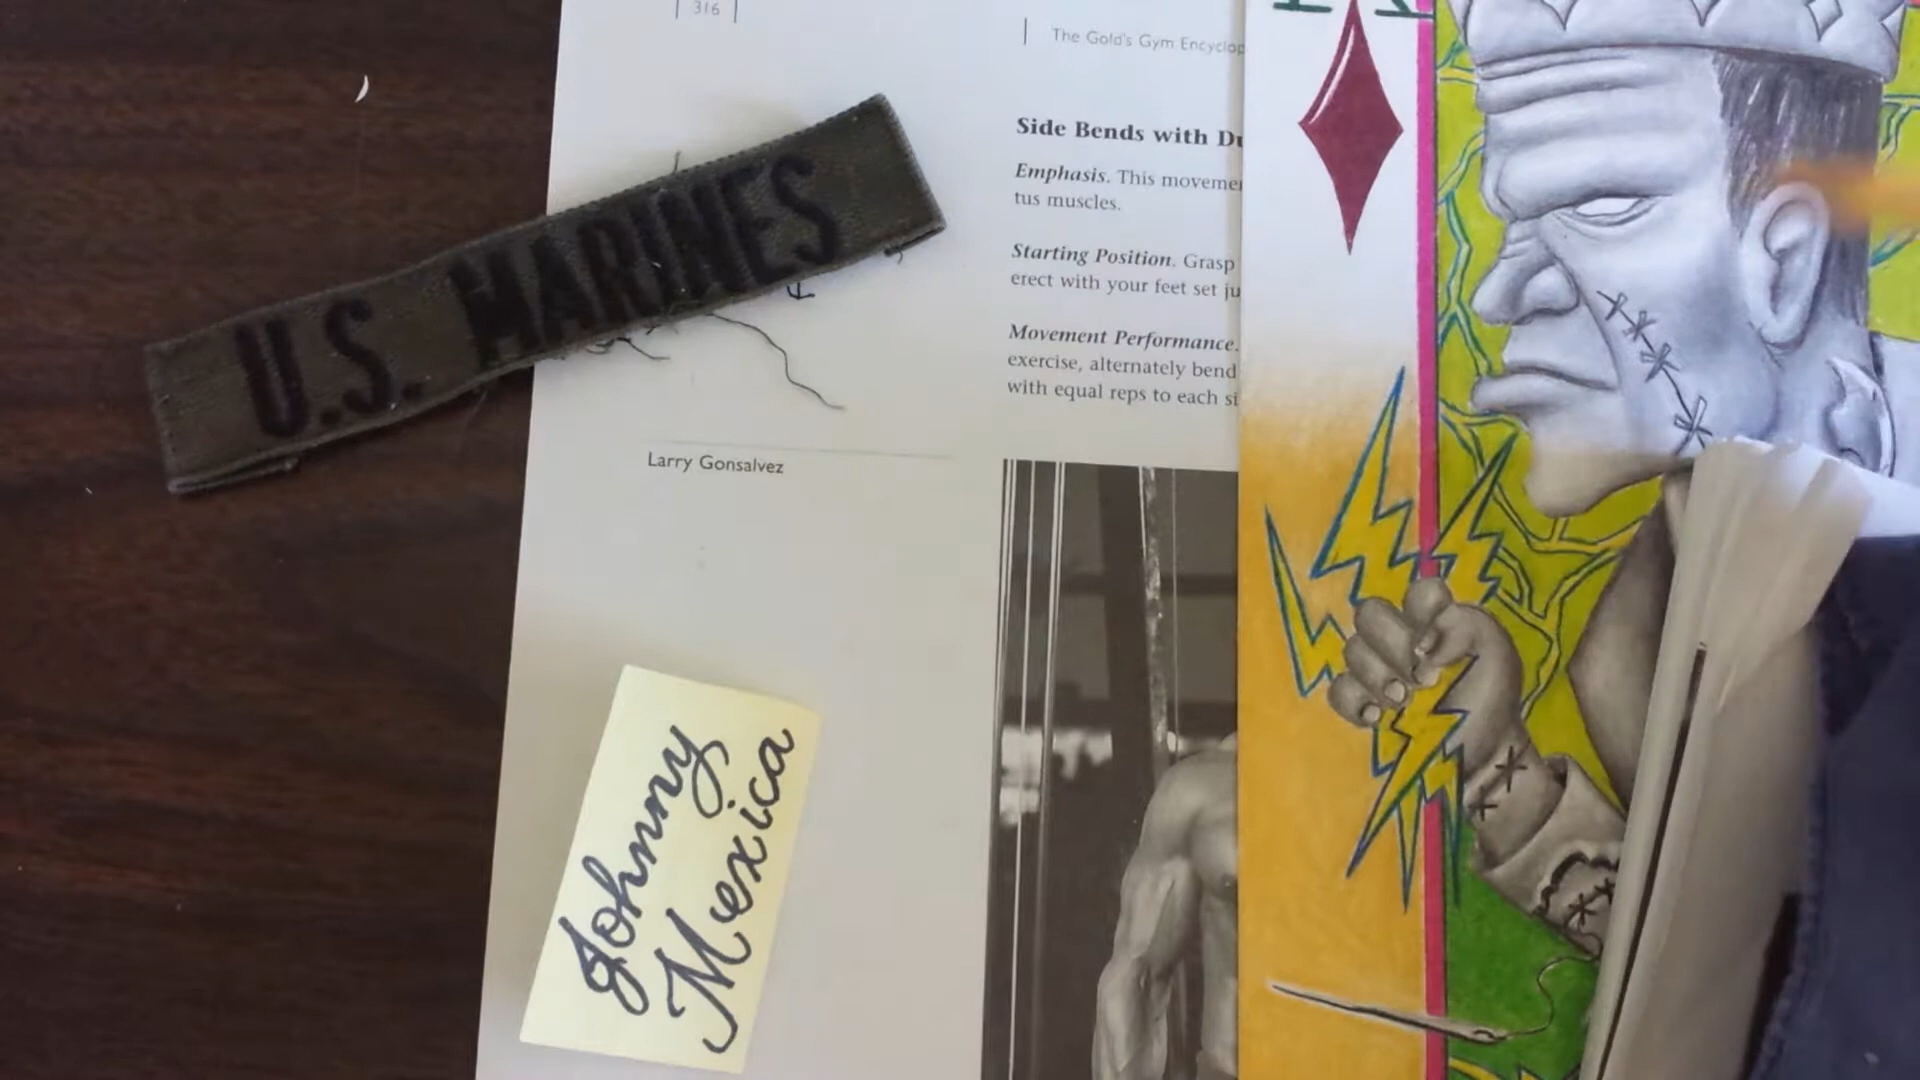 316
The Gold's Gym Encyclop
U.S. MARINES
Side Bends with Du
Emphasis. This movemen
tus muscles.
Starting Position. Grasp
erect with your feet set ju
Movement Performance.
exercise, alternately bend
with equal reps to each si
Larry Gonsalvez
Johnny
Mexica